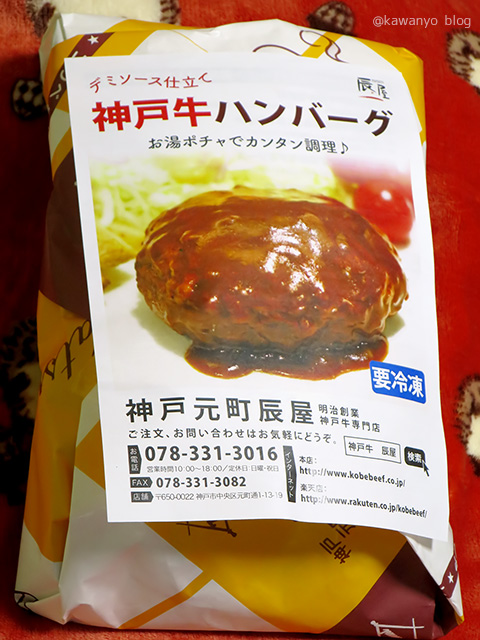 @kawanyo blog
デミソース仕立て
辰屋
神戸牛ハンバーグ
お湯ポチャでカンタン調理♪
要冷凍
神戸元町辰屋 明治創業 神戸牛専門店
ご注文、お問い合わせはお気軽にどうぞ。
お電話 078-331-3016
営業時間10:00～18:00／定休日:日曜・祝日
FAX 078-331-3082
店舗 〒650-0022 神戸市中央区元町通1-13-19
神戸牛 辰屋 検索
インターネット
本店:
http://www.kobebeef.co.jp/
楽天店:
http://www.rakuten.co.jp/kobebeef/
神戸